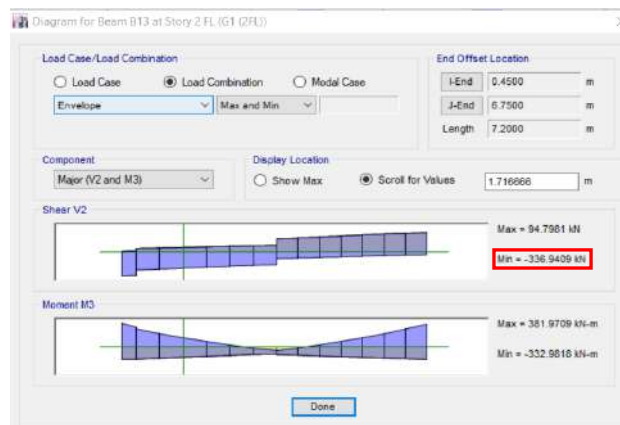 Diagram for Beam B13 at Story 2 FL (G1 (2FL))
Load Case/Load Combination
Load Case Load Combination Modal Case
Envelope Max and Min
End Offset Location
I-End 0.4500 m
J-End 6.7500 m
Length 7.2000 m
Component
Major (V2 and M3)
Display Location
Show Max Scroll for Values 1.716666 m
Shear V2
Max = 94.7981 kN
Min = -336.9409 kN
Moment M3
Max = 381.9709 kN-m
Min = -332.9818 kN-m
Done